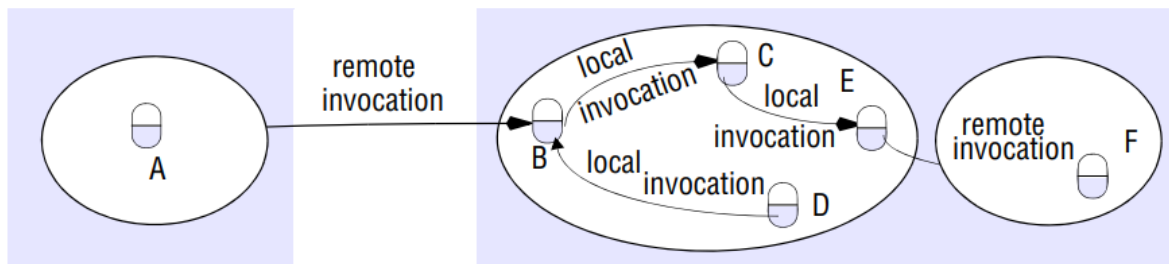 remote
invocation
A
local
invocation
C
E
local
invocation
B
local
invocation
D
remote
invocation
F